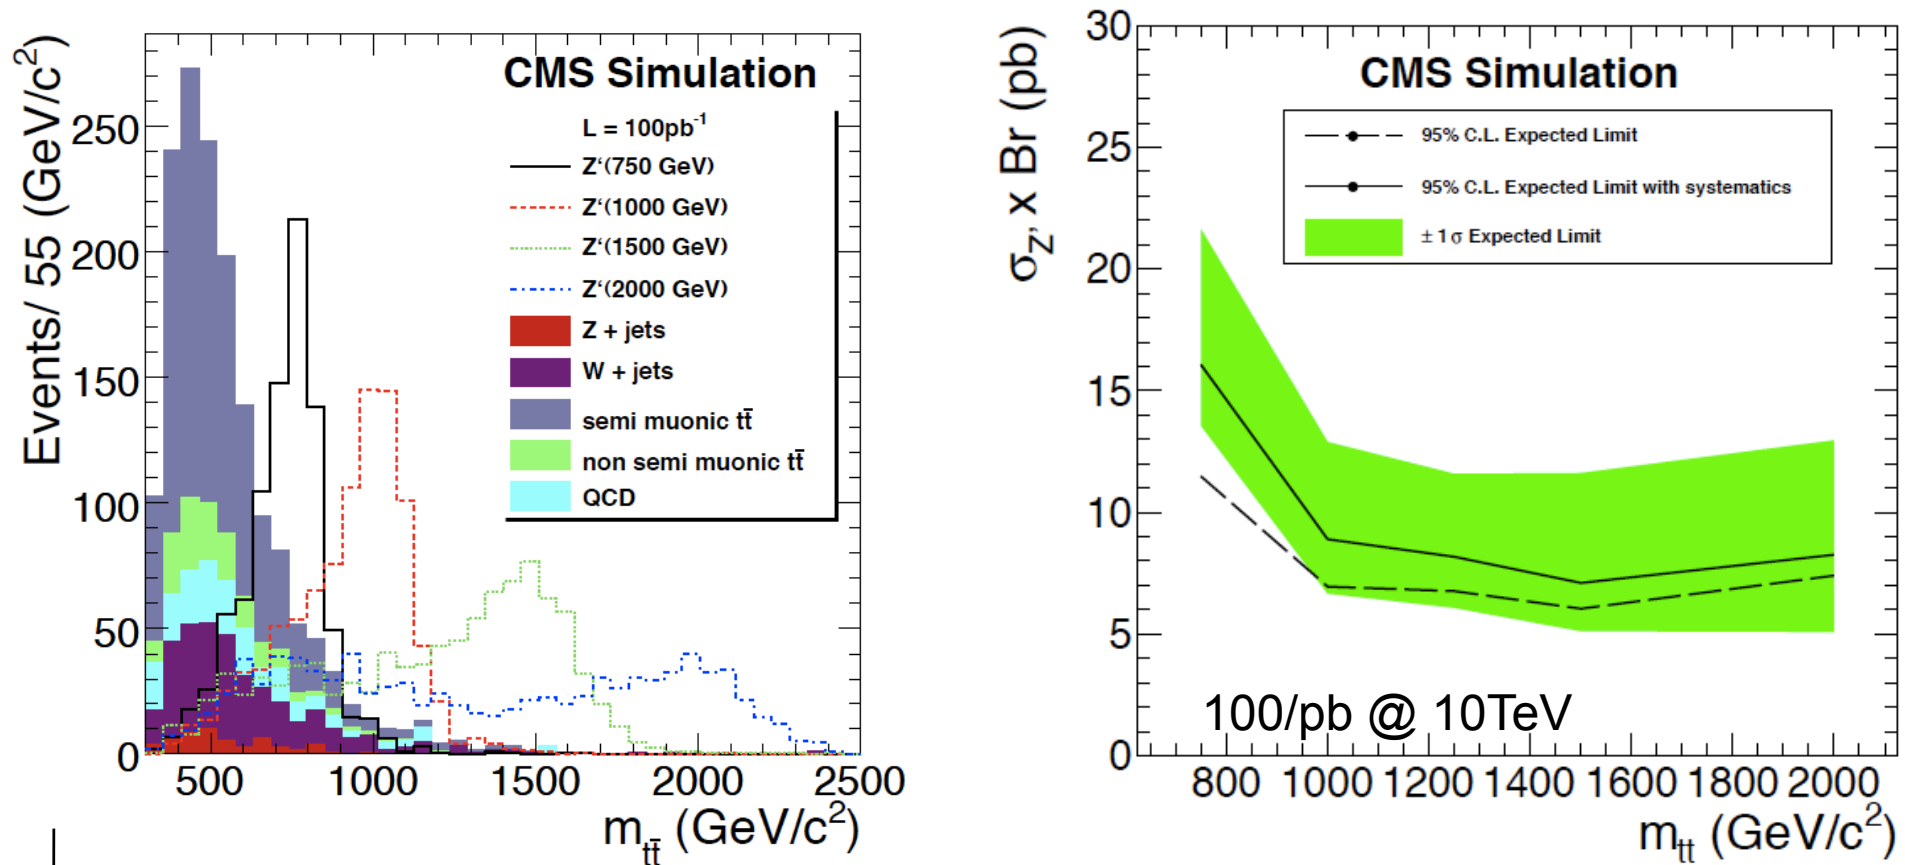 CMS Simulation
L = 100pb⁻¹
Z‘(750 GeV)
Z‘(1000 GeV)
Z‘(1500 GeV)
Z‘(2000 GeV)
Z + jets
W + jets
semi muonic tt̄
non semi muonic tt̄
QCD
Events/ 55 (GeV/c²)
250
200
150
100
50
0
500 1000 1500 2000 2500
m_tt̄ (GeV/c²)
CMS Simulation
95% C.L. Expected Limit
95% C.L. Expected Limit with systematics
± 1 σ Expected Limit
σ_Z' x Br (pb)
30
25
20
15
10
5
0
100/pb @ 10TeV
800 1000 1200 1400 1600 1800 2000
m_tt (GeV/c²)